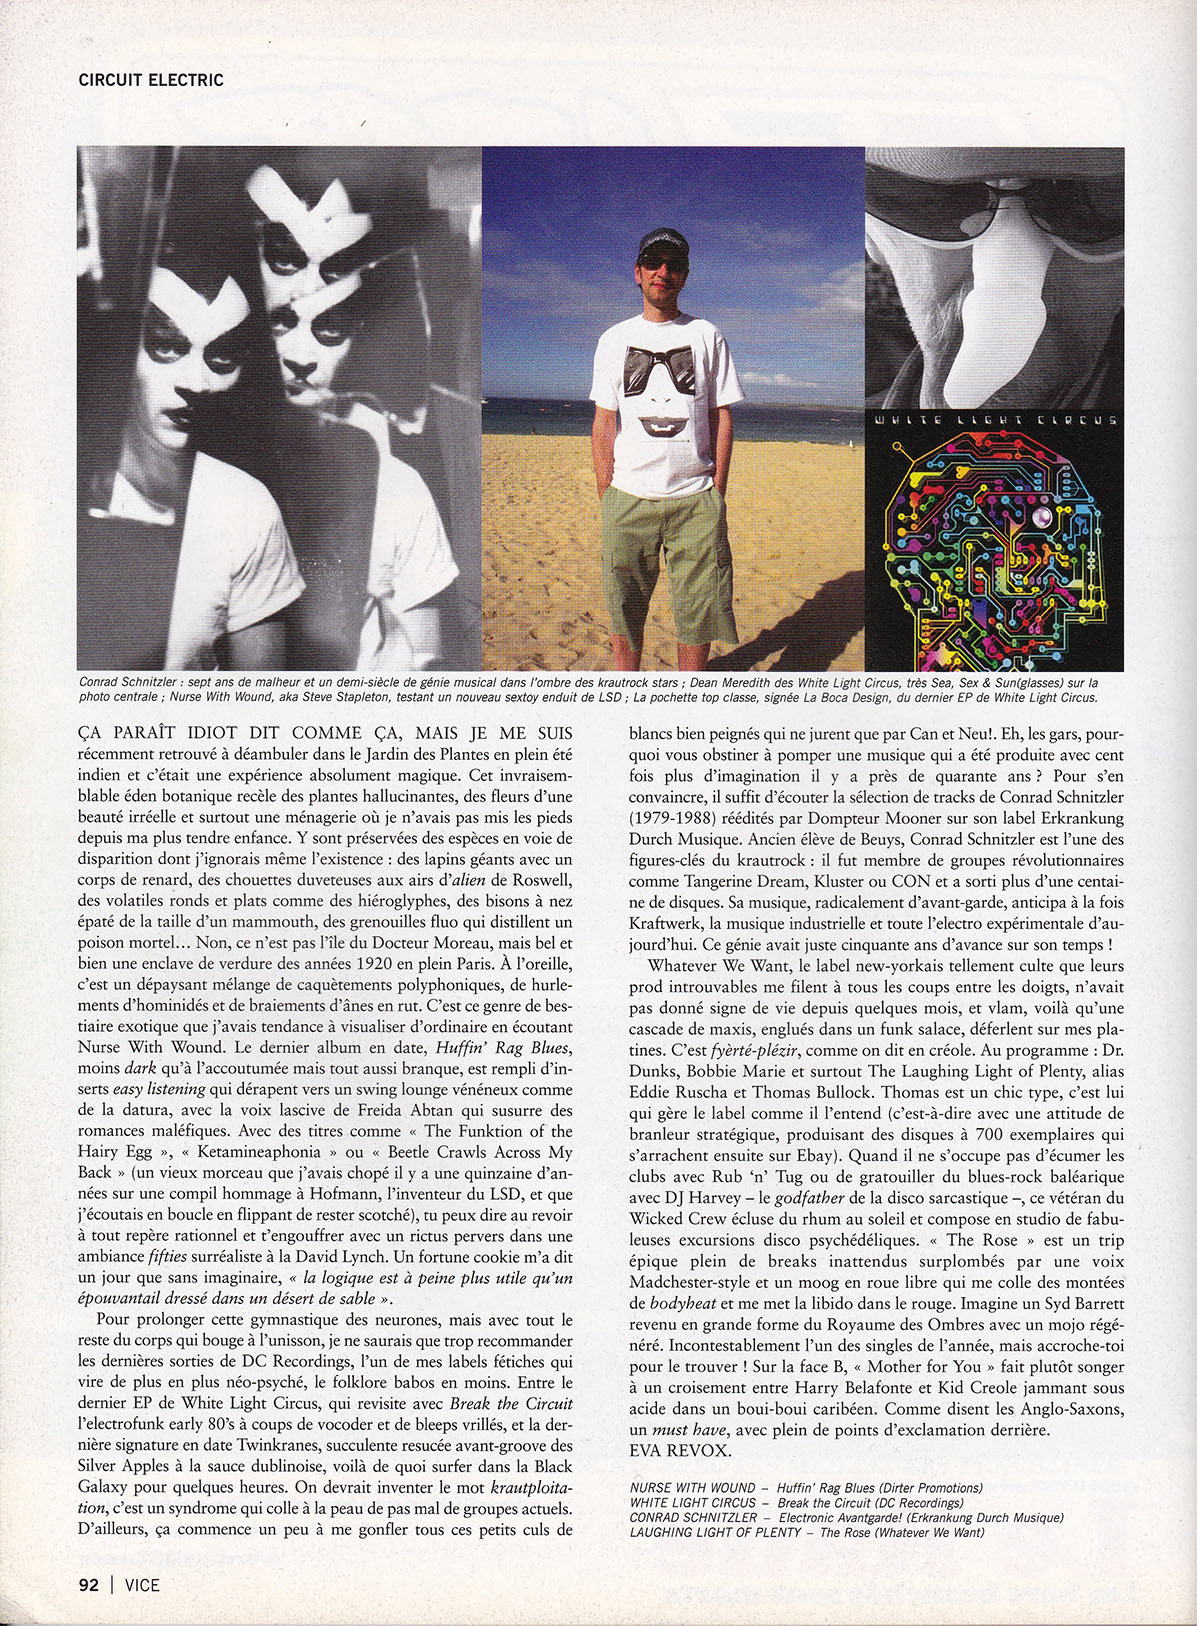 CIRCUIT ELECTRIC
WHITE LIGHT CIRCUS
Conrad Schnitzler : sept ans de malheur et un demi-siècle de génie musical dans l'ombre des krautrock stars ; Dean Meredith des White Light Circus, très Sea, Sex & Sun(glasses) sur la
photo centrale ; Nurse With Wound, aka Steve Stapleton, testant un nouveau sextoy enduit de LSD ; La pochette top classe, signée La Boca Design, du dernier EP de White Light Circus.
ÇA PARAÎT IDIOT DIT COMME ÇA, MAIS JE ME SUIS
récemment retrouvé à déambuler dans le Jardin des Plantes en plein été
indien et c'était une expérience absolument magique. Cet invraisem-
blable éden botanique recèle des plantes hallucinantes, des fleurs d'une
beauté irréelle et surtout une ménagerie où je n'avais pas mis les pieds
depuis ma plus tendre enfance. Y sont préservées des espèces en voie de
disparition dont j'ignorais même l'existence : des lapins géants avec un
corps de renard, des chouettes duveteuses aux airs d'alien de Roswell,
des volatiles ronds et plats comme des hiéroglyphes, des bisons à nez
épaté de la taille d'un mammouth, des grenouilles fluo qui distillent un
poison mortel… Non, ce n'est pas l'île du Docteur Moreau, mais bel et
bien une enclave de verdure des années 1920 en plein Paris. À l'oreille,
c'est un dépaysant mélange de caquètements polyphoniques, de hurle-
ments d'hominidés et de braiements d'ânes en rut. C'est ce genre de bes-
tiaire exotique que j'avais tendance à visualiser d'ordinaire en écoutant
Nurse With Wound. Le dernier album en date, Huffin' Rag Blues,
moins dark qu'à l'accoutumée mais tout aussi branque, est rempli d'in-
serts easy listening qui dérapent vers un swing lounge vénéneux comme
de la datura, avec la voix lascive de Freida Abtan qui susurre des
romances maléfiques. Avec des titres comme « The Funktion of the
Hairy Egg », « Ketamineaphonia » ou « Beetle Crawls Across My
Back » (un vieux morceau que j'avais chopé il y a une quinzaine d'an-
nées sur une compil hommage à Hofmann, l'inventeur du LSD, et que
j'écoutais en boucle en flippant de rester scotché), tu peux dire au revoir
à tout repère rationnel et t'engouffrer avec un rictus pervers dans une
ambiance fifties surréaliste à la David Lynch. Un fortune cookie m'a dit
un jour que sans imaginaire, « la logique est à peine plus utile qu'un
épouvantail dressé dans un désert de sable ».
Pour prolonger cette gymnastique des neurones, mais avec tout le
reste du corps qui bouge à l'unisson, je ne saurais que trop recommander
les dernières sorties de DC Recordings, l'un de mes labels fétiches qui
vire de plus en plus néo-psyché, le folklore babos en moins. Entre le
dernier EP de White Light Circus, qui revisite avec Break the Circuit
l'electrofunk early 80's à coups de vocoder et de bleeps vrillés, et la der-
nière signature en date Twinkranes, succulente resucée avant-groove des
Silver Apples à la sauce dublinoise, voilà de quoi surfer dans la Black
Galaxy pour quelques heures. On devrait inventer le mot krautploita-
tion, c'est un syndrome qui colle à la peau de pas mal de groupes actuels.
D'ailleurs, ça commence un peu à me gonfler tous ces petits culs de
blancs bien peignés qui ne jurent que par Can et Neu!. Eh, les gars, pour-
quoi vous obstiner à pomper une musique qui a été produite avec cent
fois plus d'imagination il y a près de quarante ans ? Pour s'en
convaincre, il suffit d'écouter la sélection de tracks de Conrad Schnitzler
(1979-1988) réédités par Dompteur Mooner sur son label Erkrankung
Durch Musique. Ancien élève de Beuys, Conrad Schnitzler est l'une des
figures-clés du krautrock : il fut membre de groupes révolutionnaires
comme Tangerine Dream, Kluster ou CON et a sorti plus d'une centai-
ne de disques. Sa musique, radicalement d'avant-garde, anticipa à la fois
Kraftwerk, la musique industrielle et toute l'electro expérimentale d'au-
jourd'hui. Ce génie avait juste cinquante ans d'avance sur son temps !
Whatever We Want, le label new-yorkais tellement culte que leurs
prod introuvables me filent à tous les coups entre les doigts, n'avait
pas donné signe de vie depuis quelques mois, et vlam, voilà qu'une
cascade de maxis, englués dans un funk salace, déferlent sur mes pla-
tines. C'est fyèrté-plézir, comme on dit en créole. Au programme : Dr.
Dunks, Bobbie Marie et surtout The Laughing Light of Plenty, alias
Eddie Ruscha et Thomas Bullock. Thomas est un chic type, c'est lui
qui gère le label comme il l'entend (c'est-à-dire avec une attitude de
branleur stratégique, produisant des disques à 700 exemplaires qui
s'arrachent ensuite sur Ebay). Quand il ne s'occupe pas d'écumer les
clubs avec Rub 'n' Tug ou de gratouiller du blues-rock baléarique
avec DJ Harvey – le godfather de la disco sarcastique –, ce vétéran du
Wicked Crew écluse du rhum au soleil et compose en studio de fabu-
leuses excursions disco psychédéliques. « The Rose » est un trip
épique plein de breaks inattendus surplombés par une voix
Madchester-style et un moog en roue libre qui me colle des montées
de bodyheat et me met la libido dans le rouge. Imagine un Syd Barrett
revenu en grande forme du Royaume des Ombres avec un mojo régé-
néré. Incontestablement l'un des singles de l'année, mais accroche-toi
pour le trouver ! Sur la face B, « Mother for You » fait plutôt songer
à un croisement entre Harry Belafonte et Kid Creole jammant sous
acide dans un boui-boui caribéen. Comme disent les Anglo-Saxons,
un must have, avec plein de points d'exclamation derrière.
EVA REVOX.
NURSE WITH WOUND – Huffin' Rag Blues (Dirter Promotions)
WHITE LIGHT CIRCUS – Break the Circuit (DC Recordings)
CONRAD SCHNITZLER – Electronic Avantgarde! (Erkrankung Durch Musique)
LAUGHING LIGHT OF PLENTY – The Rose (Whatever We Want)
92 | VICE